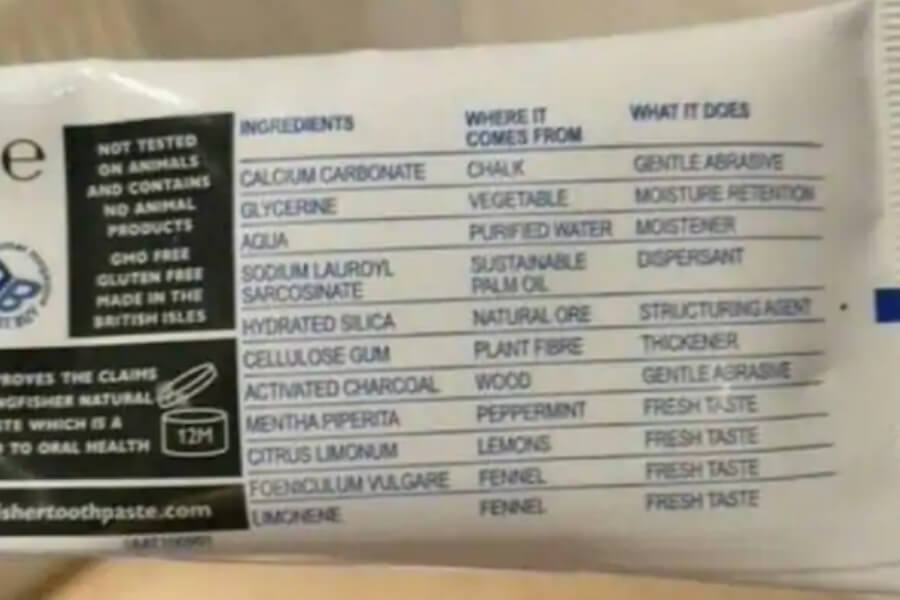 e
NOT TESTED
ON ANIMALS
AND CONTAINS
NO ANIMAL
PRODUCTS
GMO FREE
GLUTEN FREE
MADE IN THE
BRITISH ISLES
ROVES THE CLAIMS
NGFISHER NATURAL
STE WHICH IS A
TO ORAL HEALTH
12M
shertoothpaste.com
INGREDIENTS WHERE IT COMES FROM WHAT IT DOES
CALCIUM CARBONATE CHALK GENTLE ABRASIVE
GLYCERINE VEGETABLE MOISTURE RETENTION
AQUA PURIFIED WATER MOISTENER
SODIUM LAUROYL SUSTAINABLE DISPERSANT
SARCOSINATE PALM OIL
HYDRATED SILICA NATURAL ORE STRUCTURING AGENT
CELLULOSE GUM PLANT FIBRE THICKENER
ACTIVATED CHARCOAL WOOD GENTLE ABRASIVE
MENTHA PIPERITA PEPPERMINT FRESH TASTE
CITRUS LIMONUM LEMONS FRESH TASTE
FOENICULUM VULGARE FENNEL FRESH TASTE
LIMONENE FENNEL FRESH TASTE